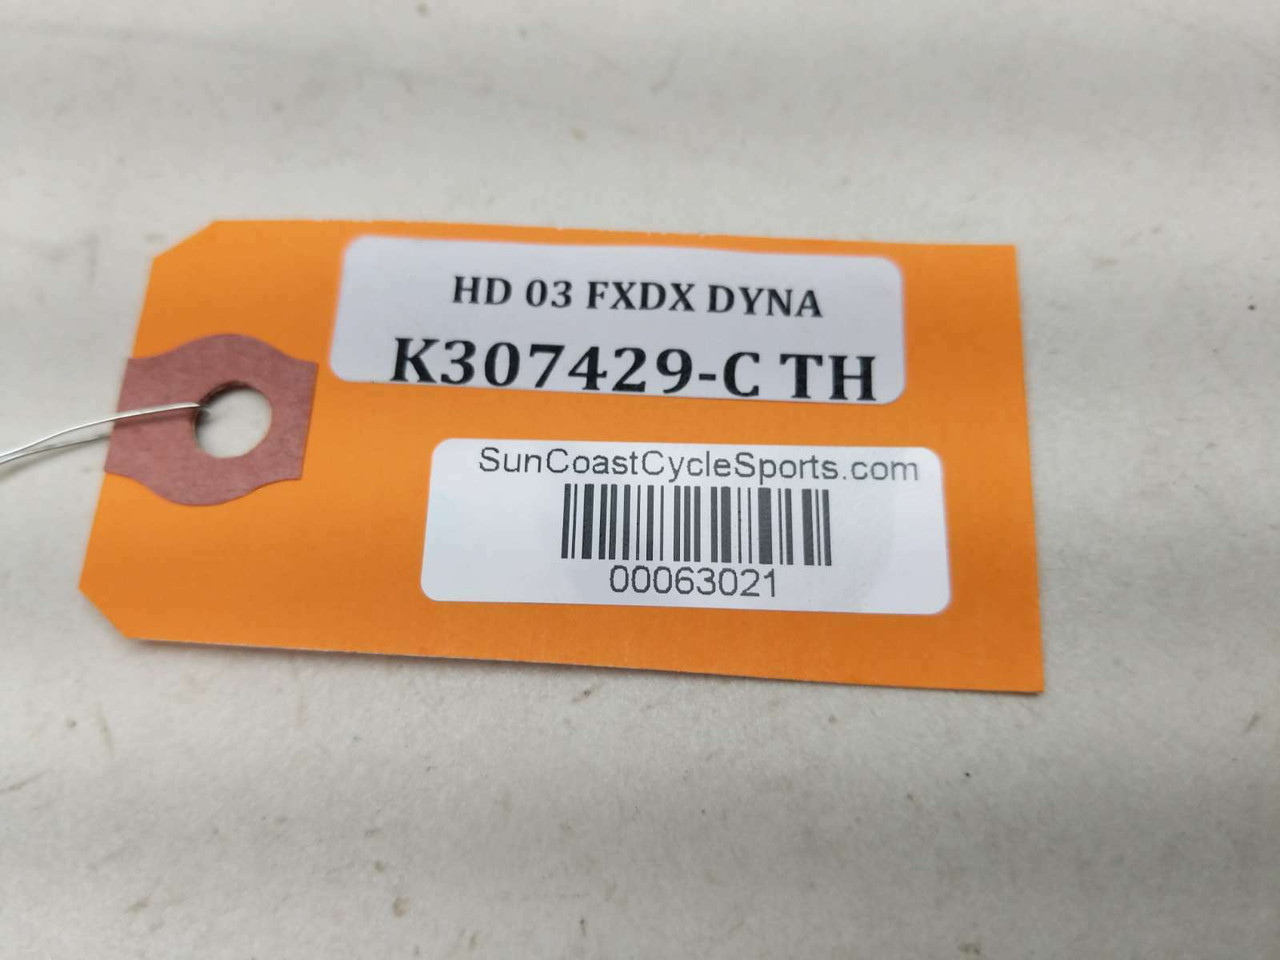 HD 03 FXDX DYNA
K307429-C TH
SunCoastCycleSports.com
00063021